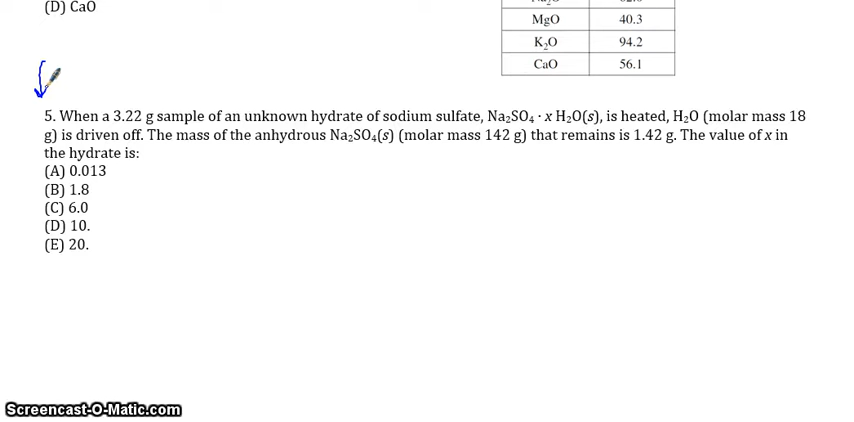 (D) CaO
MgO 40.3
K₂O 94.2
CaO 56.1
5. When a 3.22 g sample of an unknown hydrate of sodium sulfate, Na₂SO₄ · x H₂O(s), is heated, H₂O (molar mass 18
g) is driven off. The mass of the anhydrous Na₂SO₄(s) (molar mass 142 g) that remains is 1.42 g. The value of x in
the hydrate is:
(A) 0.013
(B) 1.8
(C) 6.0
(D) 10.
(E) 20.
Screencast-O-Matic.com